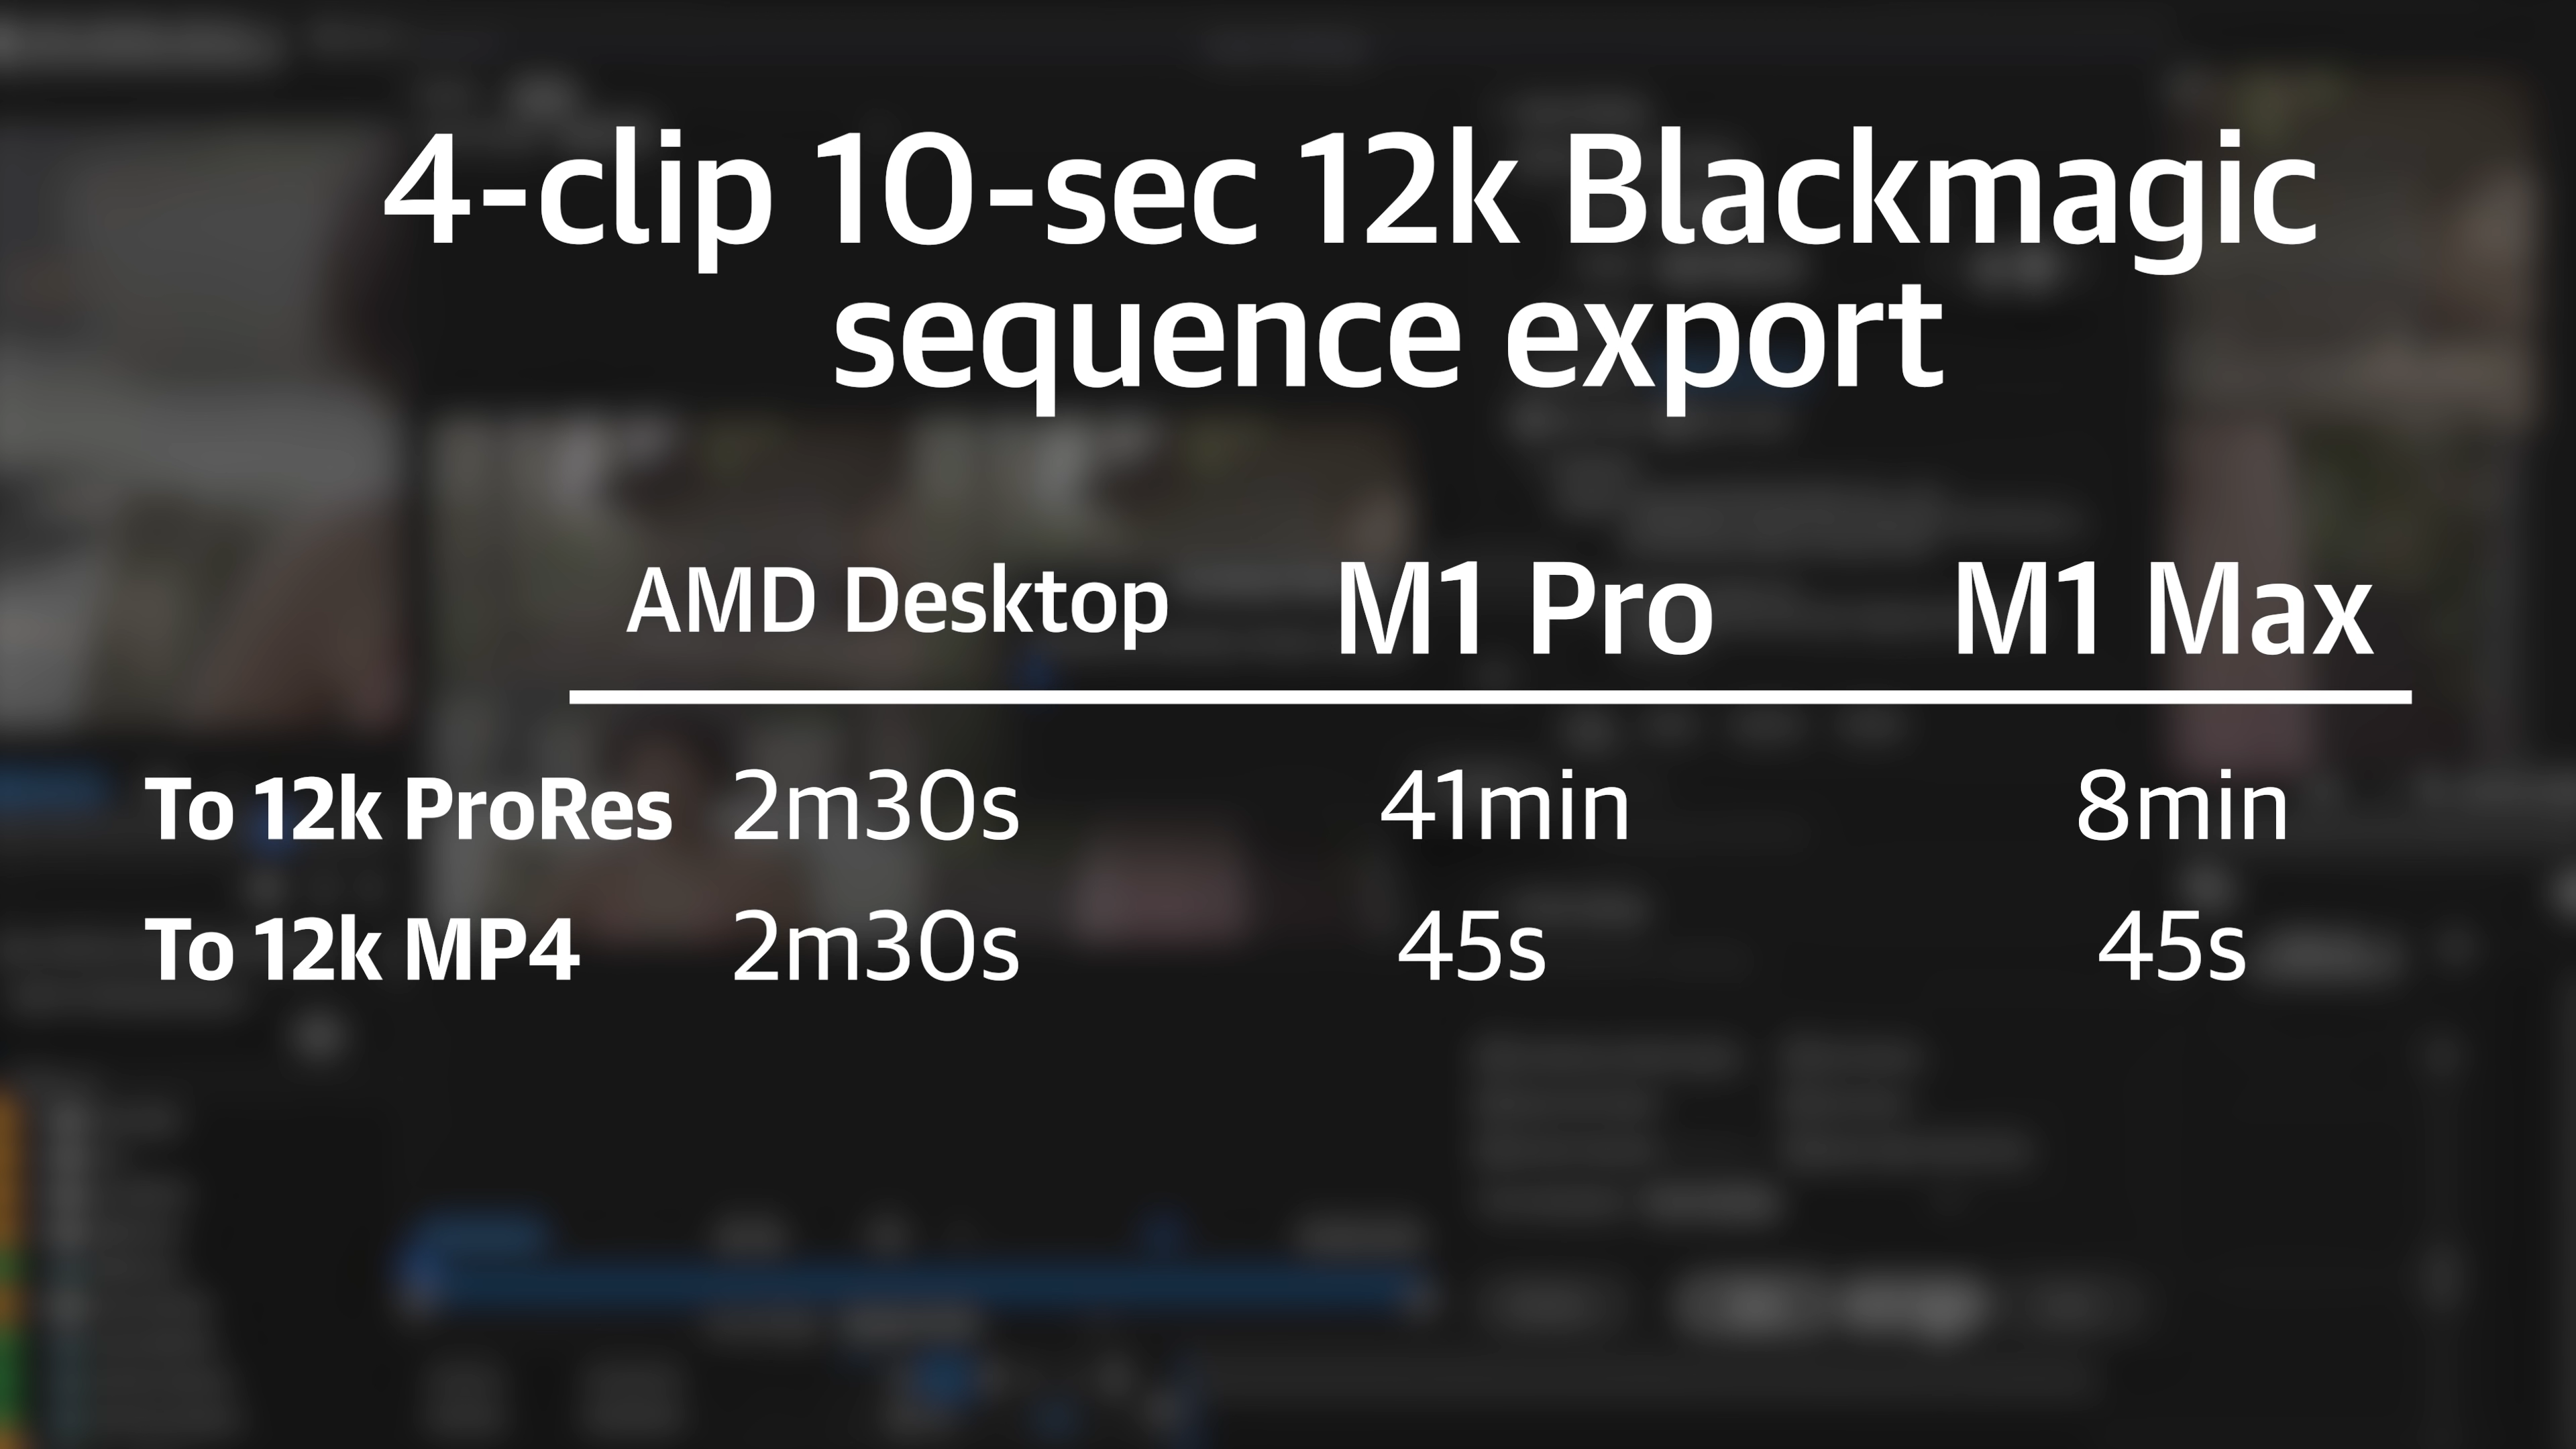 4-clip 10-sec 12k Blackmagic
sequence export
AMD Desktop M1 Pro M1 Max
To 12k ProRes 2m30s 41min 8min
To 12k MP4 2m30s 45s 45s